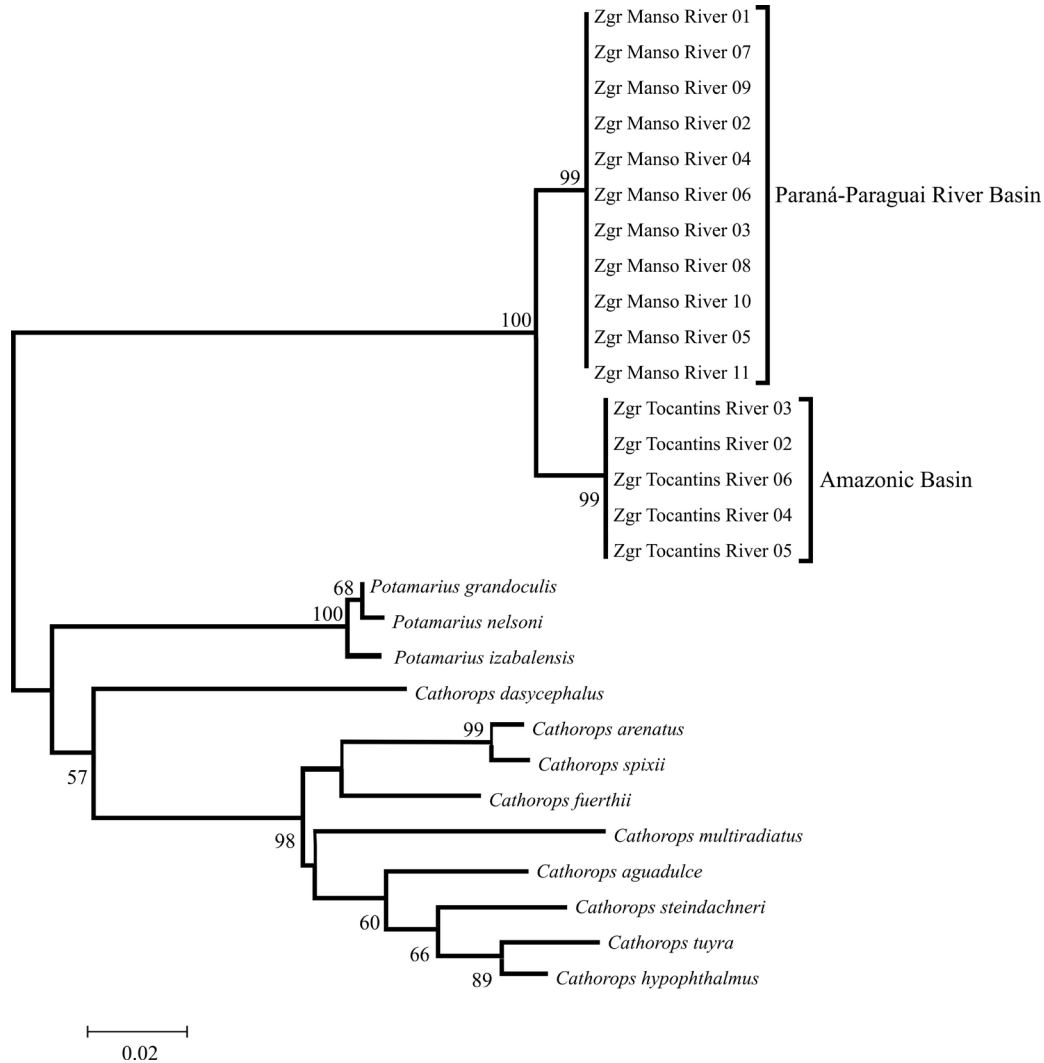 Zgr Manso River 01
Zgr Manso River 07
Zgr Manso River 09
Zgr Manso River 02
Zgr Manso River 04
99
Zgr Manso River 06
Paraná-Paraguai River Basin
Zgr Manso River 03
Zgr Manso River 08
Zgr Manso River 10
100
Zgr Manso River 05
Zgr Manso River 11
Zgr Tocantins River 03
Zgr Tocantins River 02
Zgr Tocantins River 06
Amazonic Basin
99
Zgr Tocantins River 04
Zgr Tocantins River 05
68
Potamarius grandoculis
100
Potamarius nelsoni
Potamarius izabalensis
Cathorops dasycephalus
99
Cathorops arenatus
Cathorops spixii
57
Cathorops fuerthii
98
Cathorops multiradiatus
Cathorops aguadulce
60
Cathorops steindachneri
66
Cathorops tuyra
89
Cathorops hypophthalmus
0.02